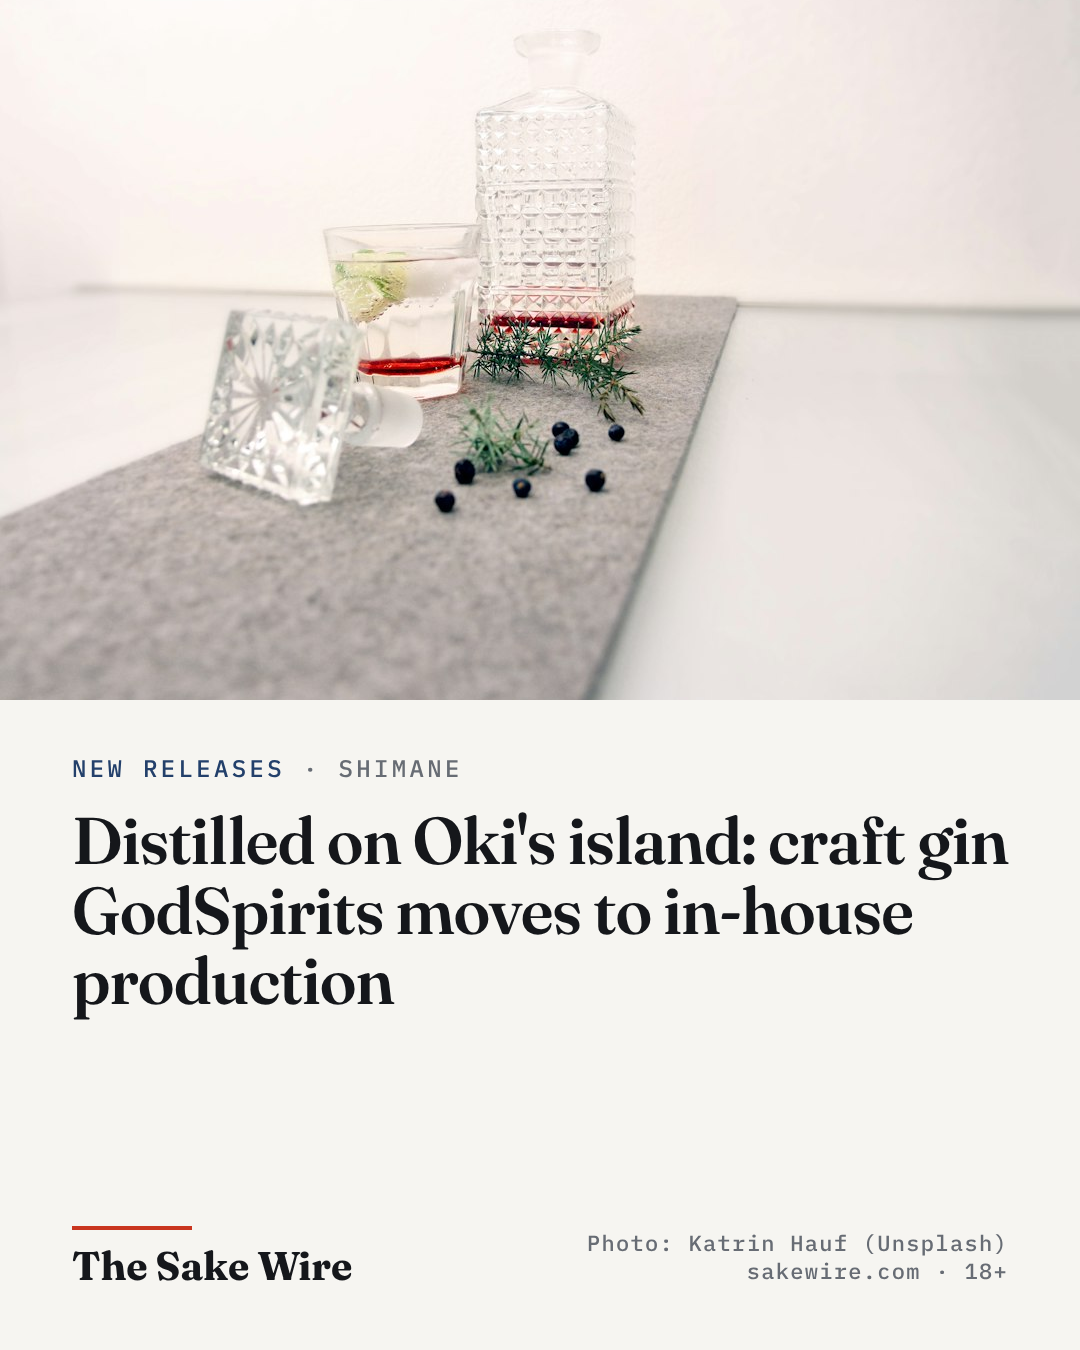 NEW RELEASES · SHIMANE
Distilled on Oki's island: craft gin
GodSpirits moves to in-house
production
The Sake Wire
Photo: Katrin Hauf (Unsplash)
sakewire.com · 18+